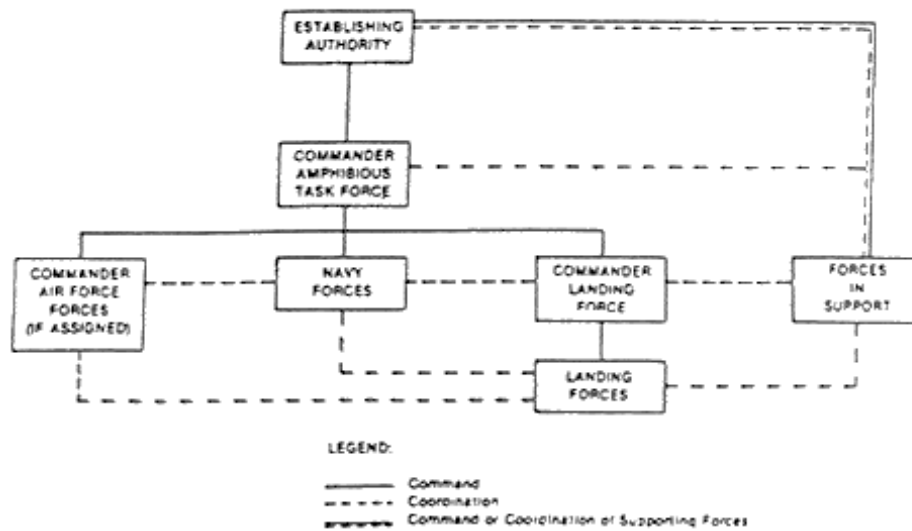 ESTABLISHING
AUTHORITY
COMMANDER
AMPHIBIOUS
TASK FORCE
COMMANDER
AIR FORCE
FORCES
(IF ASSIGNED)
NAVY
FORCES
COMMANDER
LANDING
FORCE
FORCES
IN
SUPPORT
LANDING
FORCES
LEGEND:
Command
Coordination
Command or Coordination of Supporting Forces